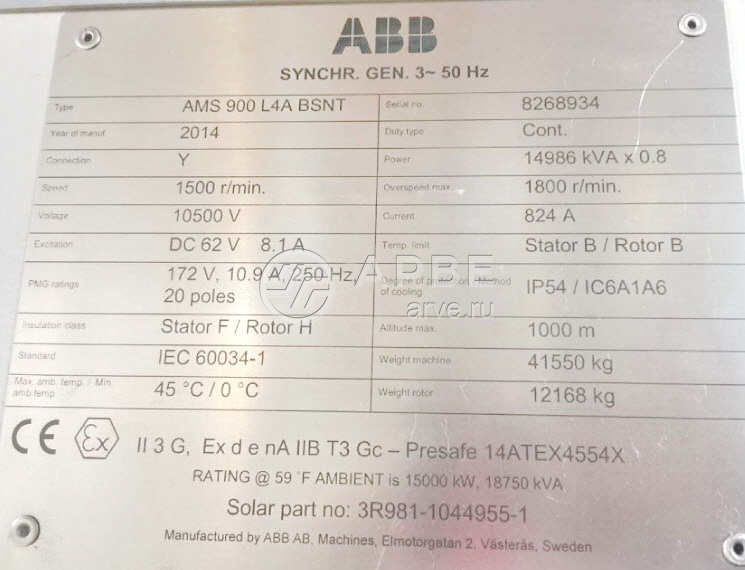 ABB
SYNCHR. GEN. 3~ 50 Hz
Type AMS 900 L4A BSNT Serial no. 8268934
Year of manuf. 2014 Duty type Cont.
Connection Y Power 14986 kVA x 0.8
Speed 1500 r/min. Overspeed max. 1800 r/min.
Voltage 10500 V Current 824 A
Excitation DC 62 V 8.1 A Temp. limit Stator B / Rotor B
PMG ratings 172 V, 10.9 A, 250 Hz, 20 poles Degree of protection / Method of cooling IP54 / IC6A1A6
АРВЕ
arve.ru
Insulation class Stator F / Rotor H Altitude max. 1000 m
Standard IEC 60034-1 Weight machine 41550 kg
Max. amb. temp. / Min. amb.temp 45 °C / 0 °C Weight rotor 12168 kg
CE Ex II 3 G, Ex d e nA IIB T3 Gc – Presafe 14ATEX4554X
RATING @ 59 °F AMBIENT is 15000 kW, 18750 kVA
Solar part no: 3R981-1044955-1
Manufactured by ABB AB, Machines, Elmotorgatan 2, Västerås, Sweden